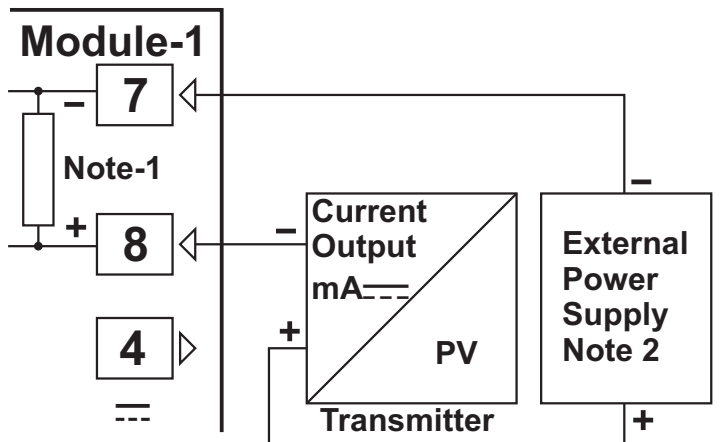 Module-1
– 7
Note-1
+ 8
4
– Current
Output
mA
+
PV
Transmitter
–
External
Power
Supply
Note 2
+